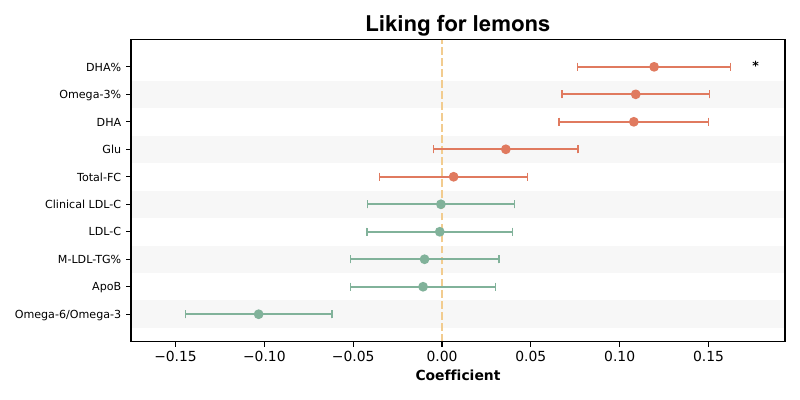 Liking for lemons
DHA%
*
Omega-3%
DHA
Glu
Total-FC
Clinical LDL-C
LDL-C
M-LDL-TG%
ApoB
Omega-6/Omega-3
−0.15 −0.10 −0.05 0.00 0.05 0.10 0.15
Coefficient